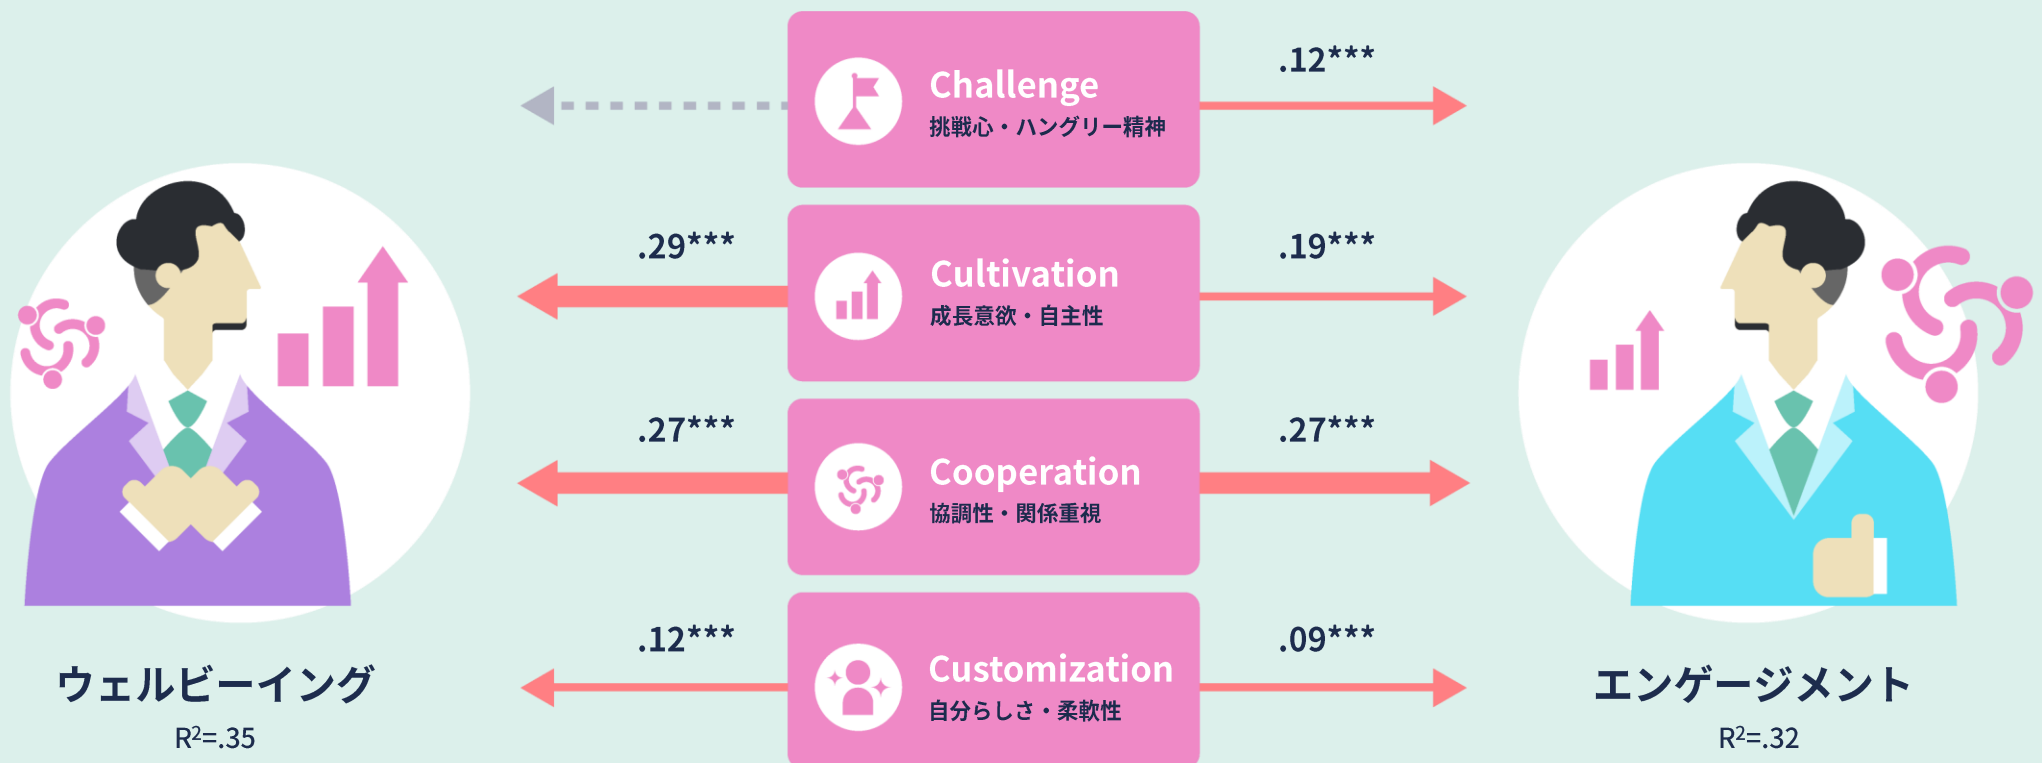 .12***
Challenge
挑戦心・ハングリー精神
.29***
.19***
Cultivation
成長意欲・自主性
.27***
.27***
Cooperation
協調性・関係重視
.12***
.09***
Customization
自分らしさ・柔軟性
ウェルビーイング
R²=.35
エンゲージメント
R²=.32